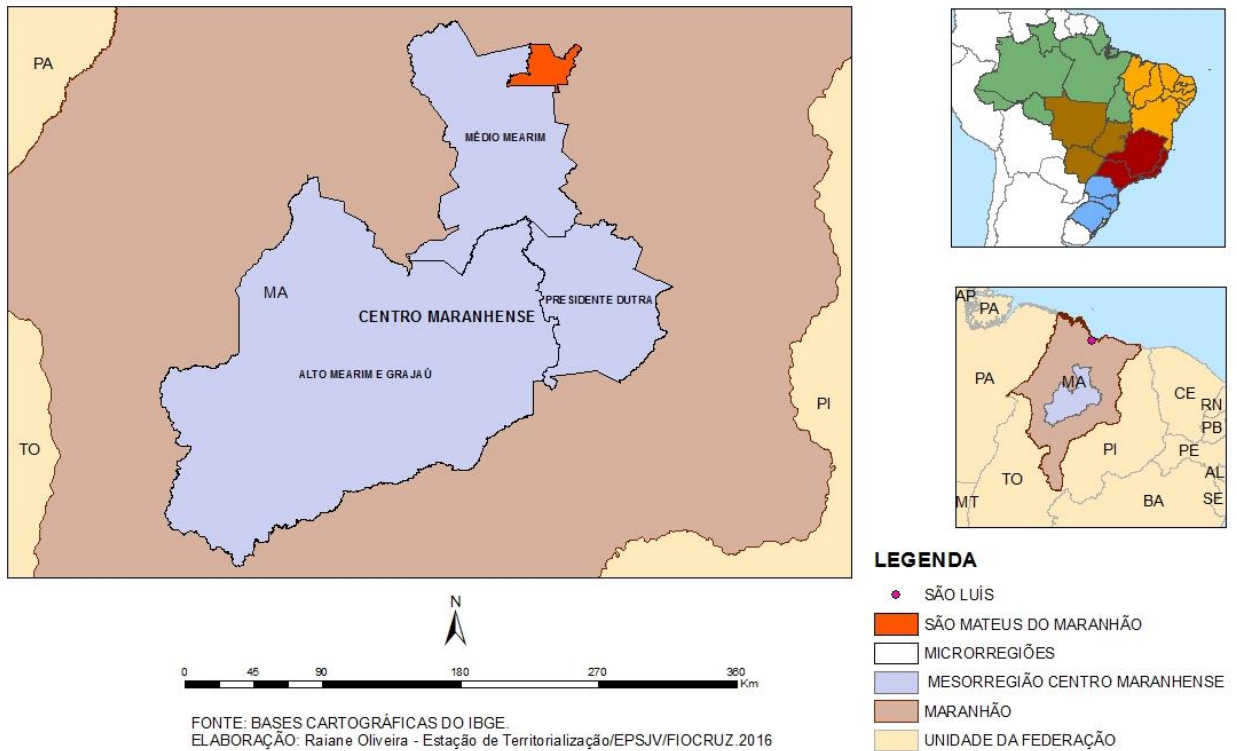 PA
MÉDIO MEARIM
MA
PRESIDENTE DUTRA
CENTRO MARANHENSE
ALTO MEARIM E GRAJAÚ
PI
TO
AP
PA
PA
MA
CE
RN
PB
PI
PE
TO
AL
MT
BA
SE
N
0 45 90 180 270 360
Km
FONTE: BASES CARTOGRÁFICAS DO IBGE.
ELABORAÇÃO: Raiane Oliveira - Estação de Territorialização/EPSJV/FIOCRUZ.2016
LEGENDA
SÃO LUÍS
SÃO MATEUS DO MARANHÃO
MICRORREGIÕES
MESORREGIÃO CENTRO MARANHENSE
MARANHÃO
UNIDADE DA FEDERAÇÃO